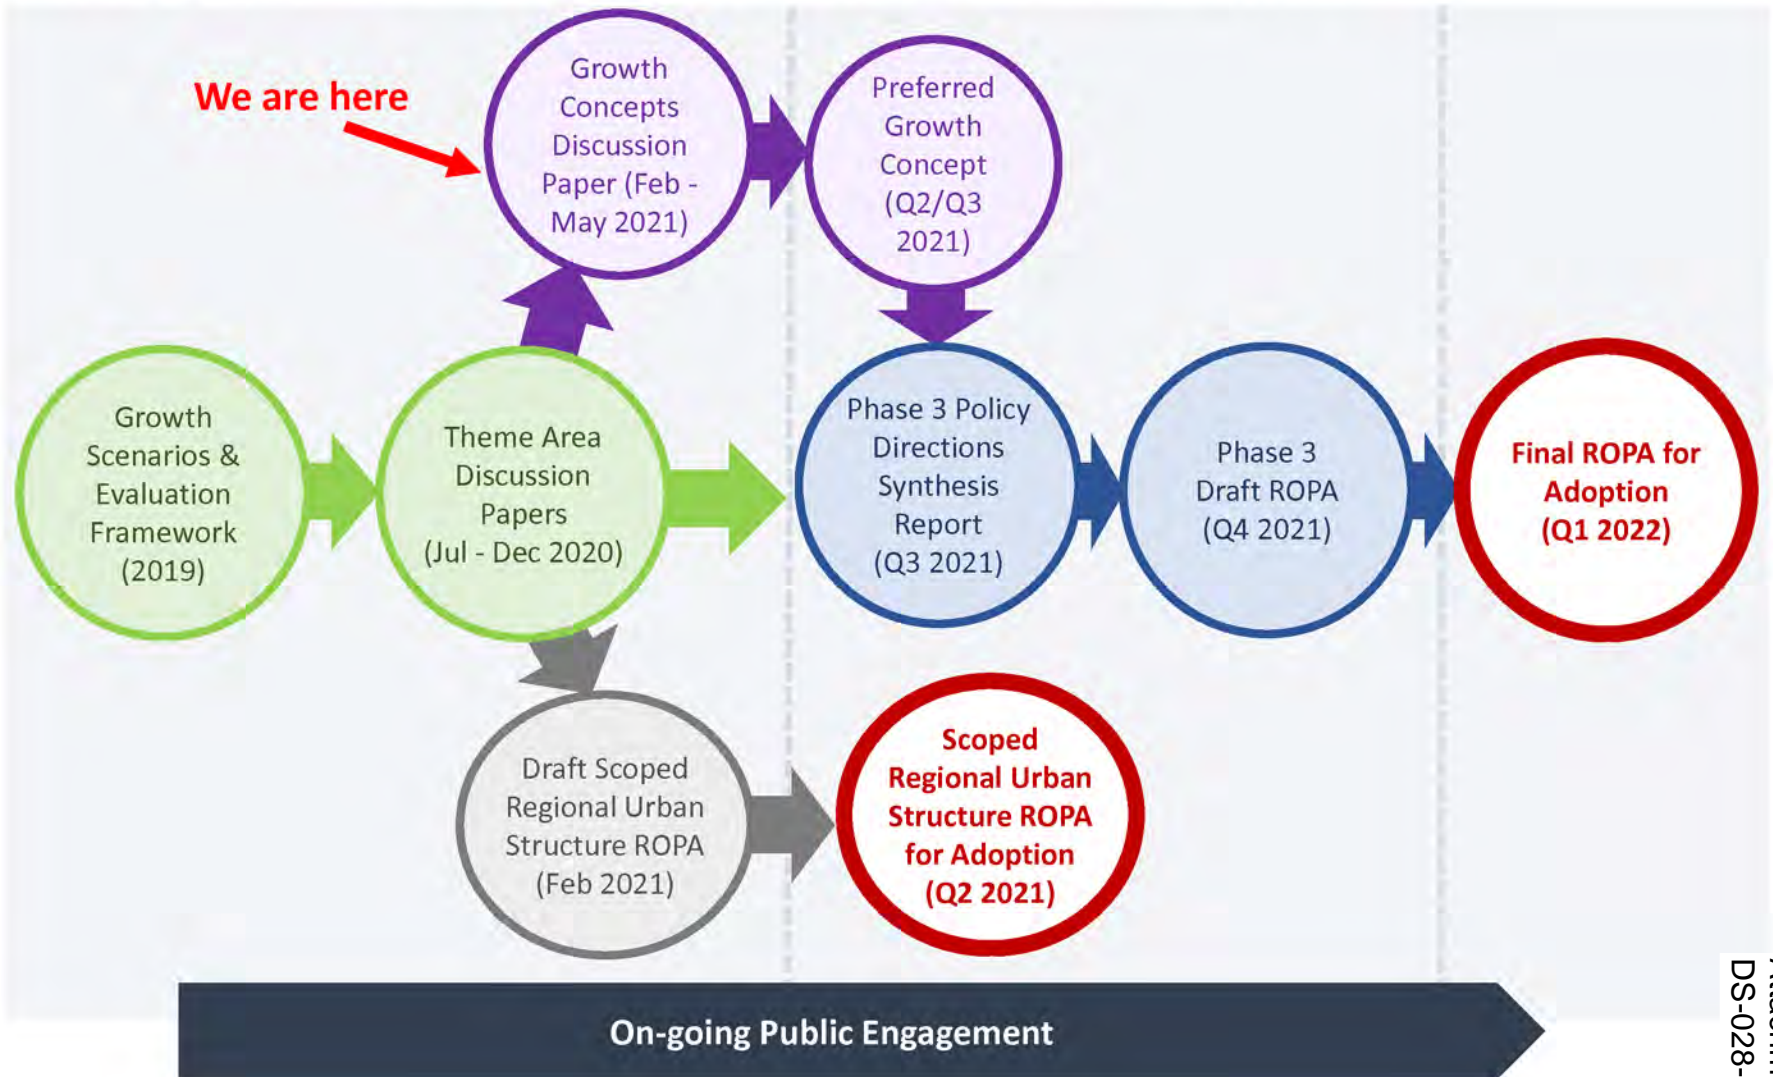 We are here
Growth
Concepts
Discussion
Paper (Feb -
May 2021)
Preferred
Growth
Concept
(Q2/Q3
2021)
Growth
Scenarios &
Evaluation
Framework
(2019)
Theme Area
Discussion
Papers
(Jul - Dec 2020)
Phase 3 Policy
Directions
Synthesis
Report
(Q3 2021)
Phase 3
Draft ROPA
(Q4 2021)
Final ROPA for
Adoption
(Q1 2022)
Draft Scoped
Regional Urban
Structure ROPA
(Feb 2021)
Scoped
Regional Urban
Structure ROPA
for Adoption
(Q2 2021)
On-going Public Engagement
DS-028-